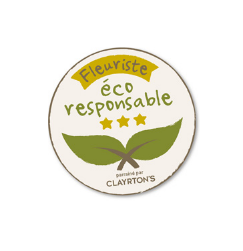 Fleuriste
éco
responsable
parrainé par
CLAYRTON'S